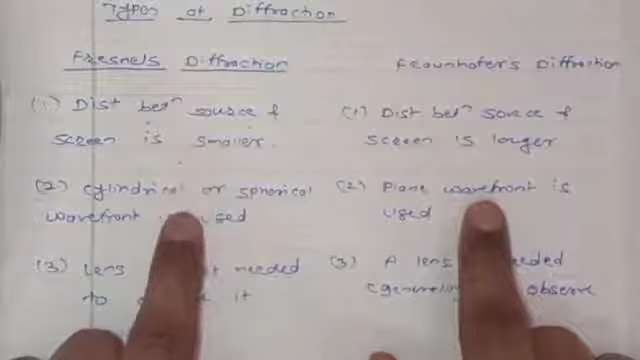 Types of Diffraction
Fresnels Diffraction
(1) Dist betn source &
screen is smaller.
(2) cylindrical or spherical
wavefront used
(3) Lens needed
to it
Fraunhofer's Diffraction
(1) Dist betn source &
screen is larger
(2) Plane wavefront is
used
(3) A lens
observe